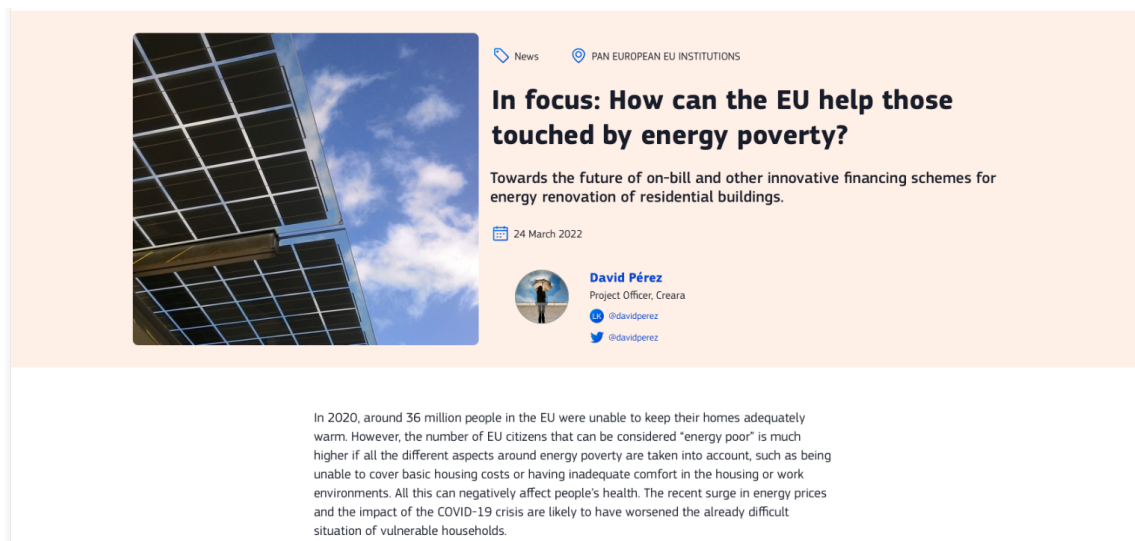 News
PAN EUROPEAN EU INSTITUTIONS
In focus: How can the EU help those
touched by energy poverty?
Towards the future of on-bill and other innovative financing schemes for
energy renovation of residential buildings.
24 March 2022
David Pérez
Project Officer, Creara
LK @davidperez
@davidperez
In 2020, around 36 million people in the EU were unable to keep their homes adequately
warm. However, the number of EU citizens that can be considered “energy poor” is much
higher if all the different aspects around energy poverty are taken into account, such as being
unable to cover basic housing costs or having inadequate comfort in the housing or work
environments. All this can negatively affect people's health. The recent surge in energy prices
and the impact of the COVID-19 crisis are likely to have worsened the already difficult
situation of vulnerable households.